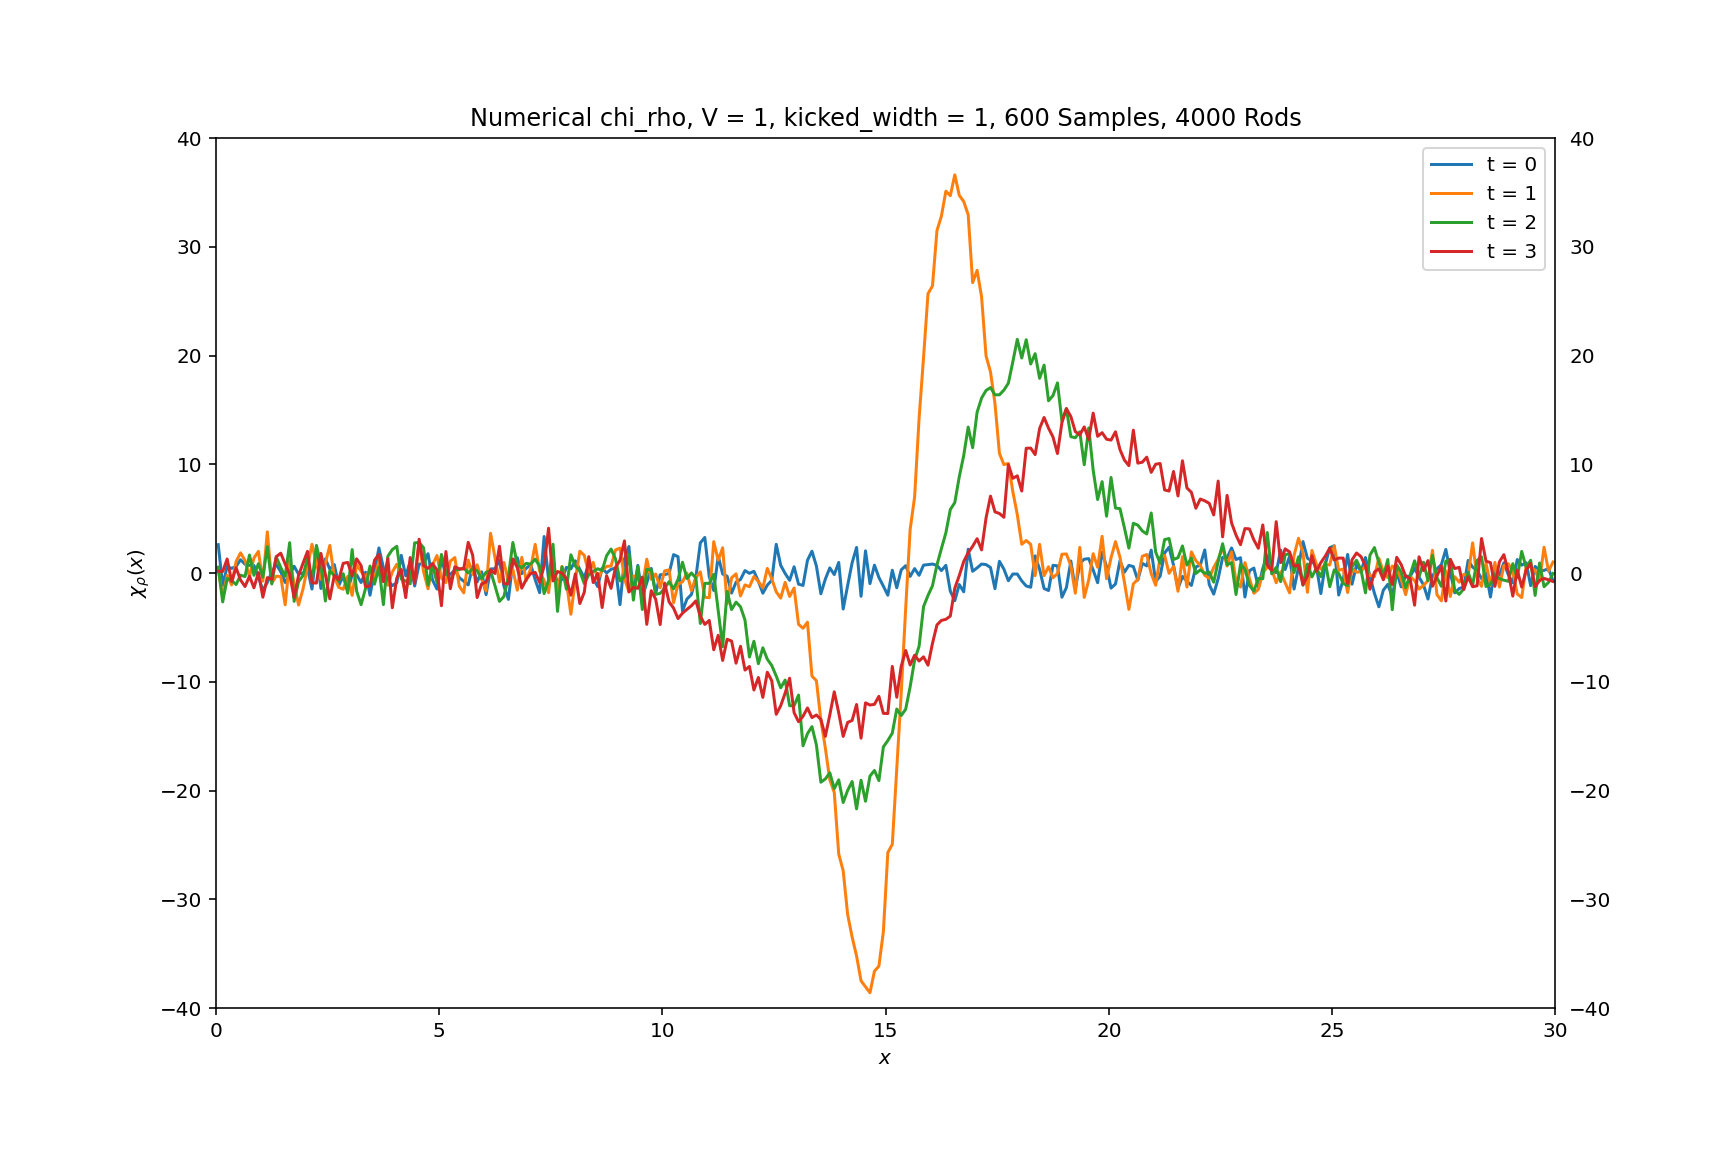 Numerical chi_rho, V = 1, kicked_width = 1, 600 Samples, 4000 Rods
t = 0
t = 1
t = 2
t = 3
40
30
20
10
0
−10
−20
−30
−40
χρ(x)
40
30
20
10
0
−10
−20
−30
−40
0 5 10 15 20 25 30
x